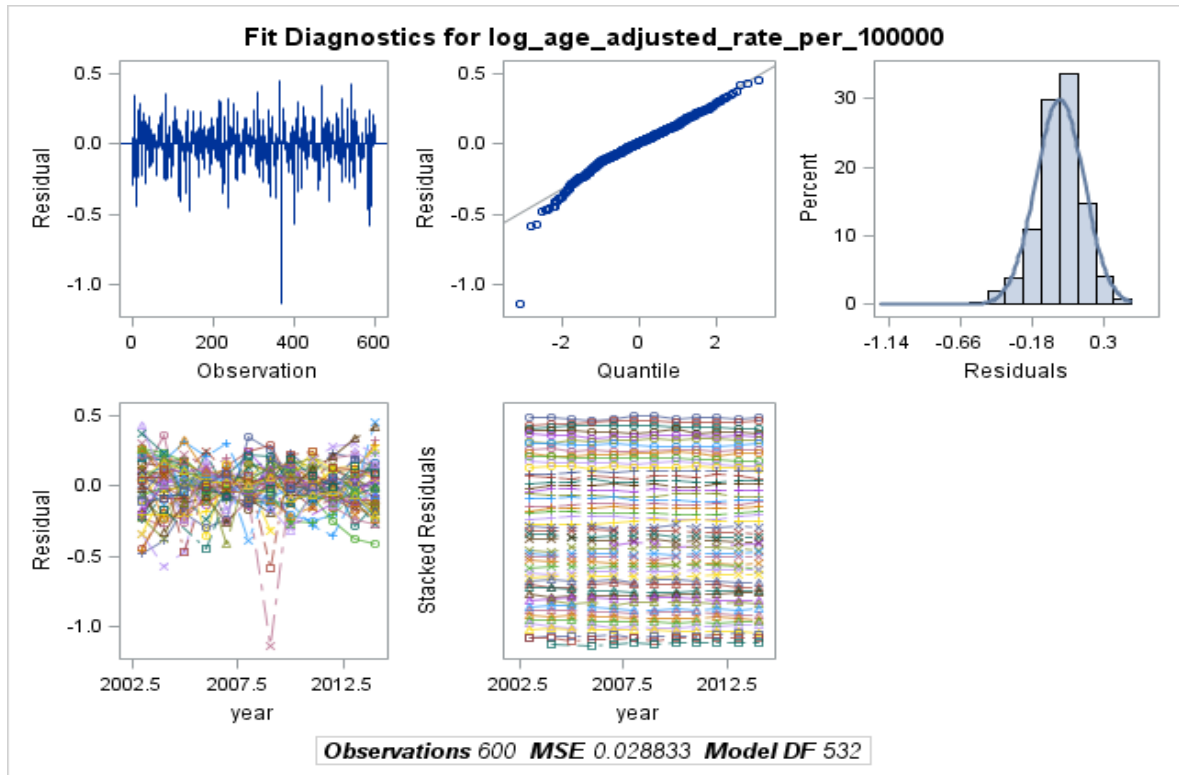 Fit Diagnostics for log_age_adjusted_rate_per_100000
Residual
0.5
0.0
-0.5
-1.0
0 200 400 600
Observation
Residual
0.5
0.0
-0.5
-1.0
-2 0 2
Quantile
Percent
30
20
10
0
-1.14 -0.66 -0.18 0.3
Residuals
Residual
0.5
0.0
-0.5
-1.0
2002.5 2007.5 2012.5
year
Stacked Residuals
2002.5 2007.5 2012.5
year
Observations 600 MSE 0.028833 Model DF 532